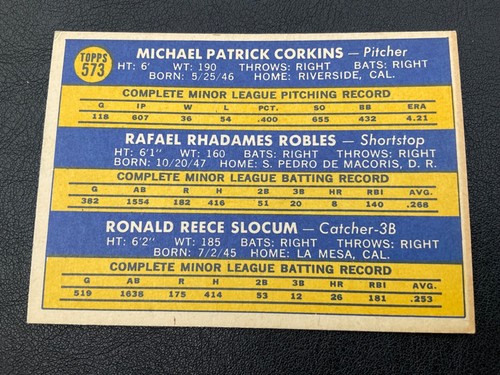 TOPPS
573
MICHAEL PATRICK CORKINS — Pitcher
HT: 6' WT: 190 THROWS: RIGHT BATS: RIGHT
BORN: 5/25/46 HOME: RIVERSIDE, CAL.
COMPLETE MINOR LEAGUE PITCHING RECORD
G IP W L PCT. SO BB ERA
118 607 36 54 .400 655 432 4.21
RAFAEL RHADAMES ROBLES — Shortstop
HT: 6'1" WT: 160 BATS: RIGHT THROWS: RIGHT
BORN: 10/20/47 HOME: S. PEDRO DE MACORIS, D. R.
COMPLETE MINOR LEAGUE BATTING RECORD
G AB R H 2B 3B HR RBI AVG.
382 1554 182 416 51 20 8 140 .268
RONALD REECE SLOCUM — Catcher-3B
HT: 6'2" WT: 185 BATS: RIGHT THROWS: RIGHT
BORN: 7/2/45 HOME: LA MESA, CAL.
COMPLETE MINOR LEAGUE BATTING RECORD
G AB R H 2B 3B HR RBI AVG.
519 1638 175 414 53 12 26 181 .253